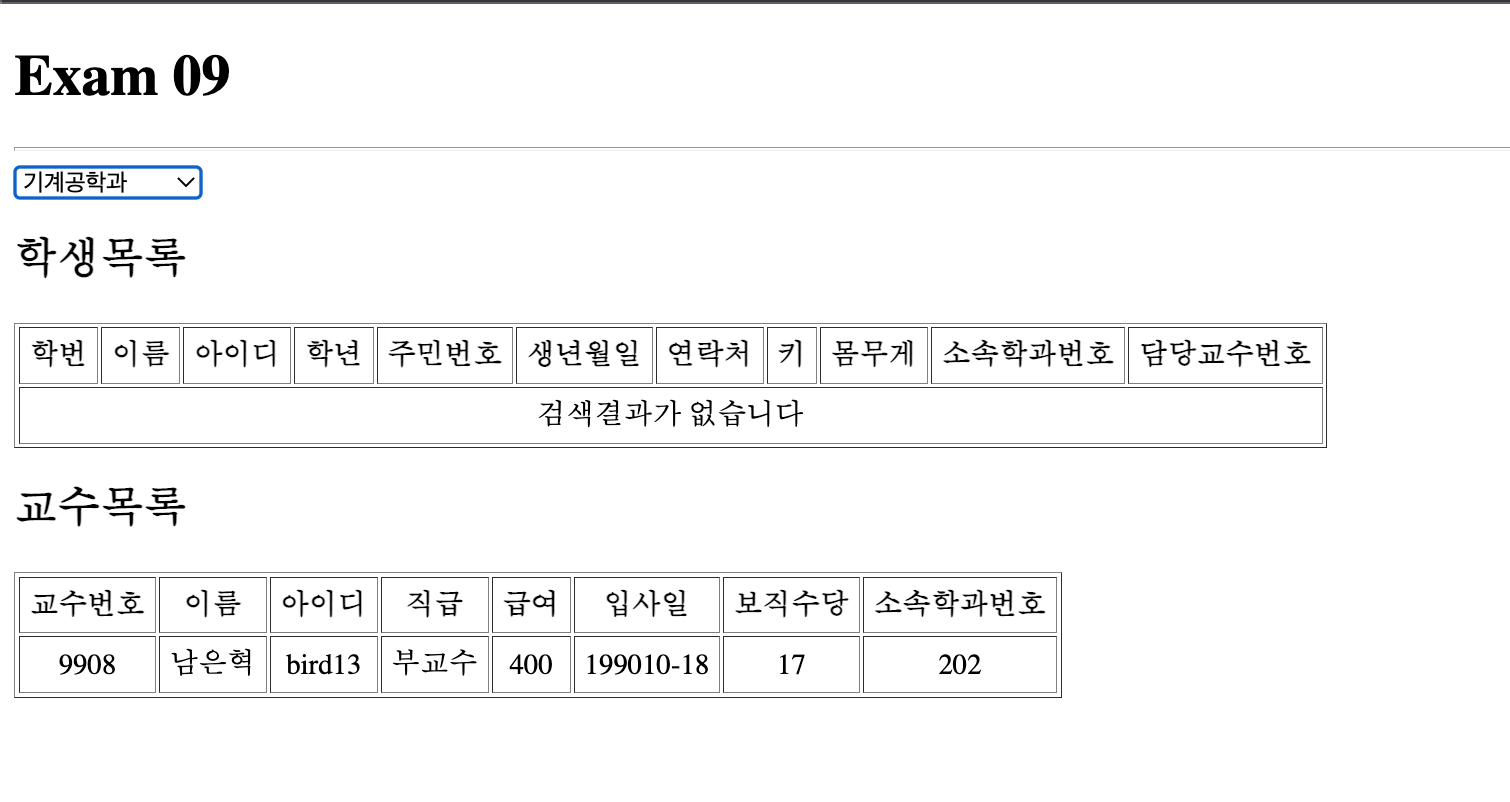 Exam 09
기계공학과
학생목록
학번 이름 아이디 학년 주민번호 생년월일 연락처 키 몸무게 소속학과번호 담당교수번호
검색결과가 없습니다
교수목록
교수번호 이름 아이디 직급 급여 입사일 보직수당 소속학과번호
9908 남은혁 bird13 부교수 400 199010-18 17 202